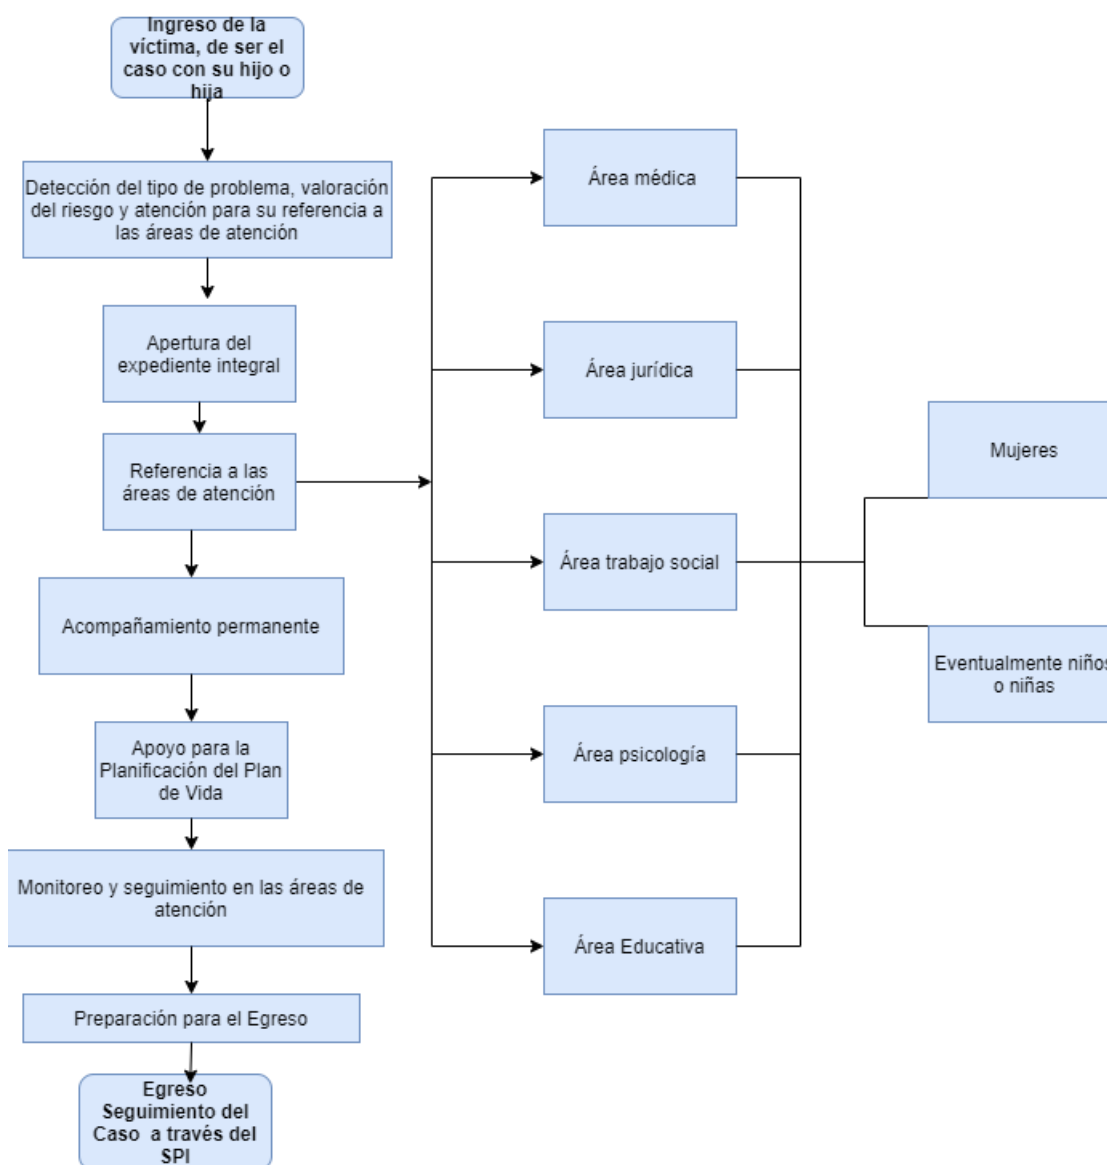 Ingreso de la
víctima, de ser el
caso con su hijo o
hija
Detección del tipo de problema, valoración
del riesgo y atención para su referencia a
las áreas de atención
Apertura del
expediente integral
Referencia a las
áreas de atención
Acompañamiento permanente
Apoyo para la
Planificación del Plan
de Vida
Monitoreo y seguimiento en las áreas de
atención
Preparación para el Egreso
Egreso
Seguimiento del
Caso a través del
SPI
Área médica
Área jurídica
Área trabajo social
Área psicología
Área Educativa
Mujeres
Eventualmente niños
o niñas